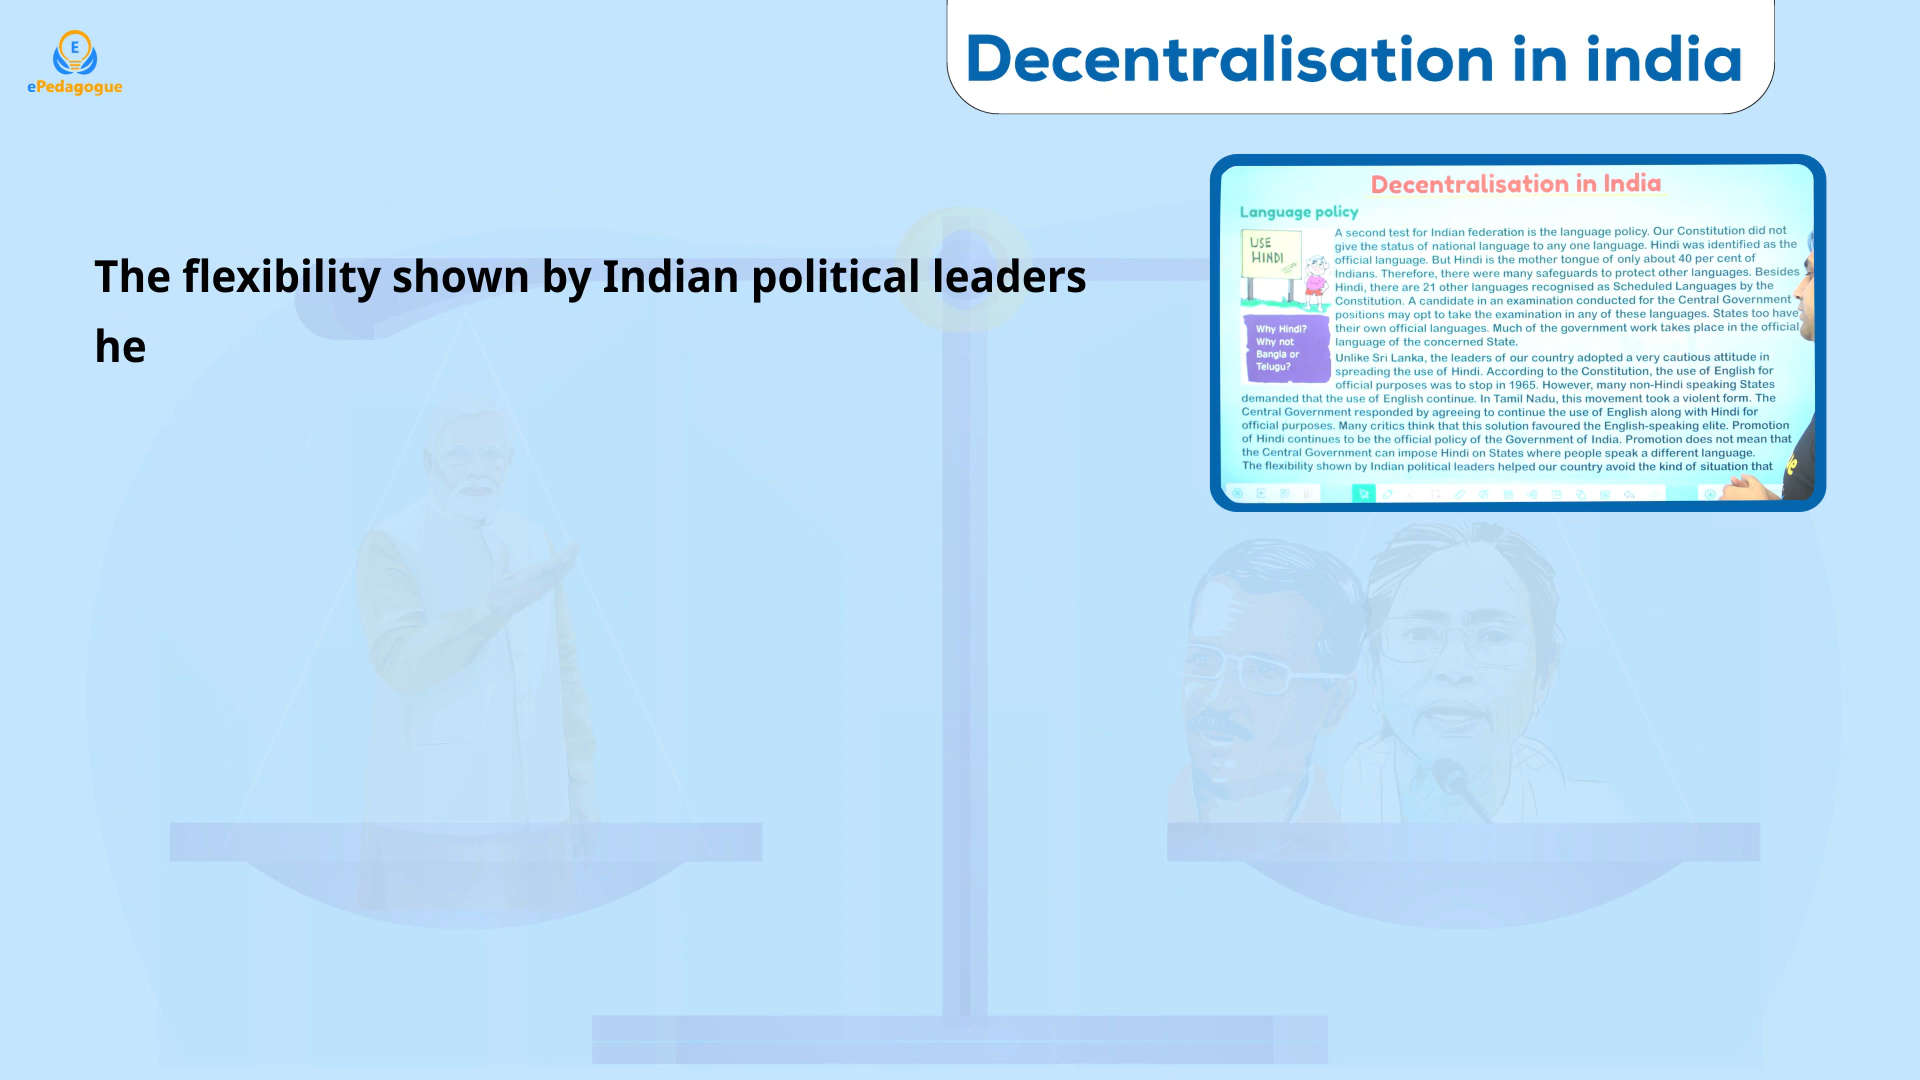 E
ePedagogue
Decentralisation in india
The flexibility shown by Indian political leaders
he
Decentralisation in India
Language policy
USE
HINDI
Why Hindi?
Why not
Bangla or
Telugu?
A second test for Indian federation is the language policy. Our Constitution did not
give the status of national language to any one language. Hindi was identified as the
official language. But Hindi is the mother tongue of only about 40 per cent of
Indians. Therefore, there were many safeguards to protect other languages. Besides
Hindi, there are 21 other languages recognised as Scheduled Languages by the
Constitution. A candidate in an examination conducted for the Central Government
positions may opt to take the examination in any of these languages. States too have
their own official languages. Much of the government work takes place in the official
language of the concerned State.
Unlike Sri Lanka, the leaders of our country adopted a very cautious attitude in
spreading the use of Hindi. According to the Constitution, the use of English for
official purposes was to stop in 1965. However, many non-Hindi speaking States
demanded that the use of English continue. In Tamil Nadu, this movement took a violent form. The
Central Government responded by agreeing to continue the use of English along with Hindi for
official purposes. Many critics think that this solution favoured the English-speaking elite. Promotion
of Hindi continues to be the official policy of the Government of India. Promotion does not mean that
the Central Government can impose Hindi on States where people speak a different language.
The flexibility shown by Indian political leaders helped our country avoid the kind of situation that